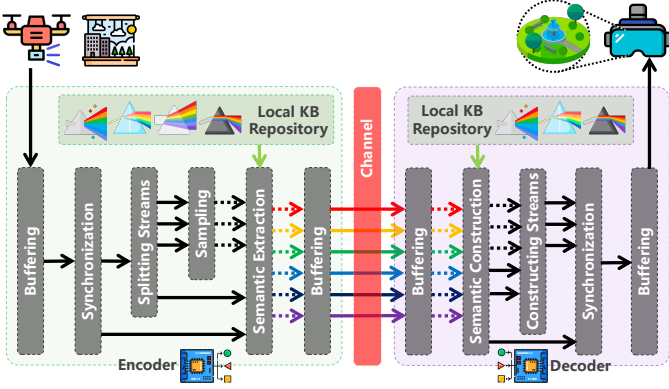 Local KB
Repository
Local KB
Repository
Channel
Buffering
Synchronization
Splitting Streams
Sampling
Semantic Extraction
Buffering
Buffering
Semantic Construction
Constructing Streams
Synchronization
Buffering
Encoder
Decoder